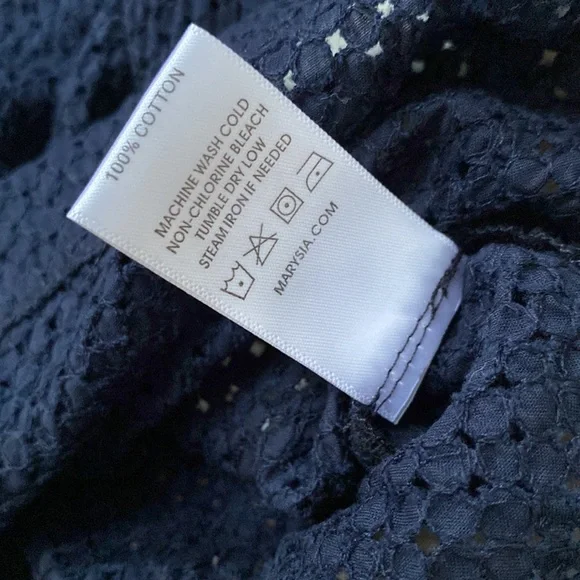 100% COTTON
MACHINE WASH COLD
NON-CHLORINE BLEACH
TUMBLE DRY LOW
STEAM IRON IF NEEDED
MARYSIA.COM